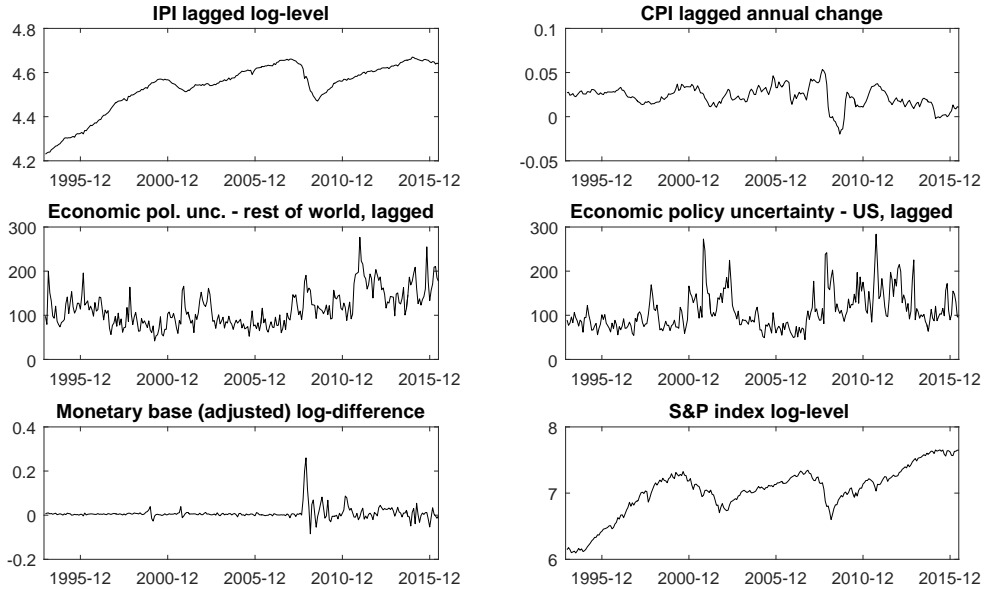 IPI lagged log-level
4.8
4.6
4.4
4.2
1995-12 2000-12 2005-12 2010-12 2015-12
CPI lagged annual change
0.1
0.05
0
-0.05
1995-12 2000-12 2005-12 2010-12 2015-12
Economic pol. unc. - rest of world, lagged
300
200
100
0
1995-12 2000-12 2005-12 2010-12 2015-12
Economic policy uncertainty - US, lagged
300
200
100
0
1995-12 2000-12 2005-12 2010-12 2015-12
Monetary base (adjusted) log-difference
0.4
0.2
0
-0.2
1995-12 2000-12 2005-12 2010-12 2015-12
S&P index log-level
8
7
6
1995-12 2000-12 2005-12 2010-12 2015-12